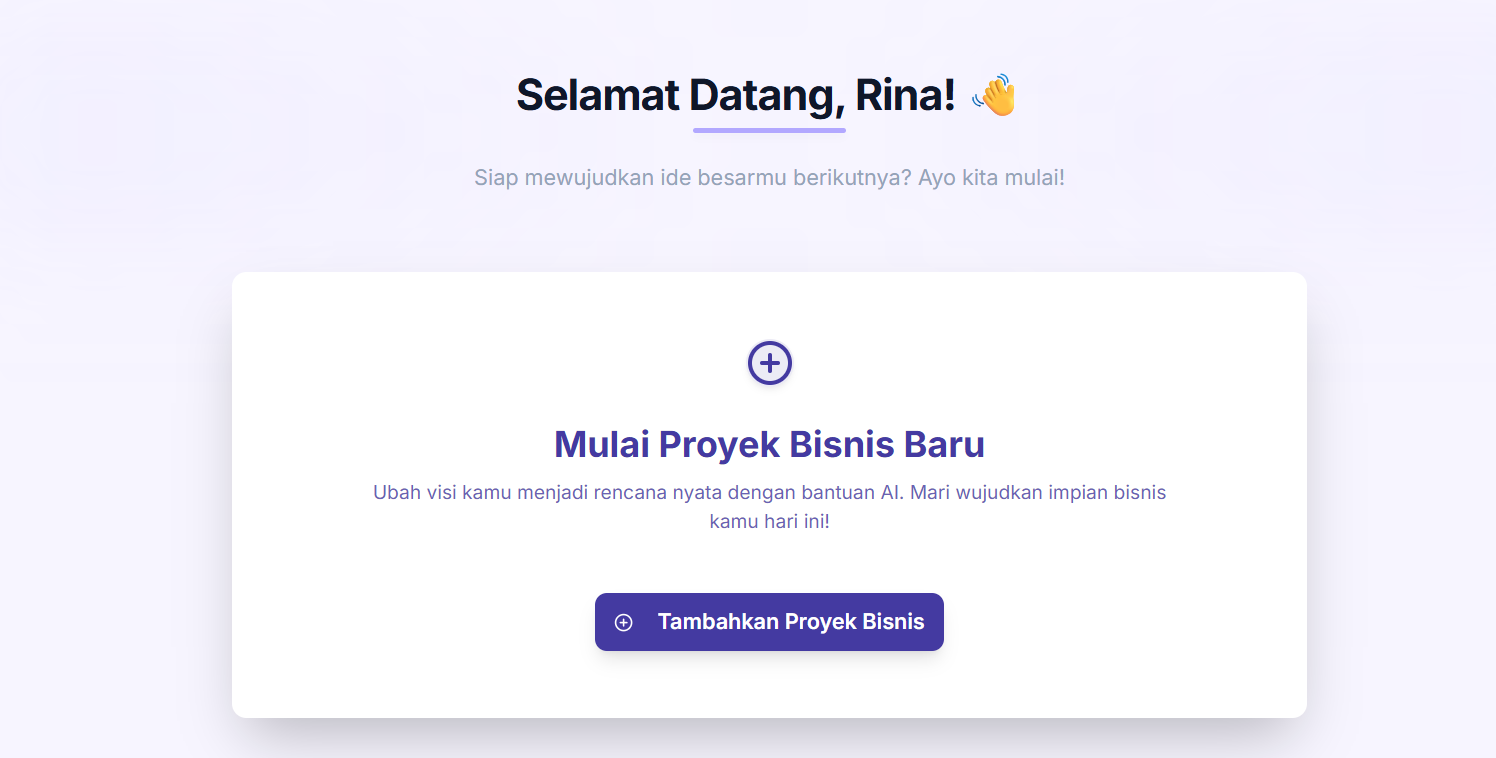 Selamat Datang, Rina! 👋
Siap mewujudkan ide besarmu berikutnya? Ayo kita mulai!
Mulai Proyek Bisnis Baru
Ubah visi kamu menjadi rencana nyata dengan bantuan AI. Mari wujudkan impian bisnis
kamu hari ini!
Tambahkan Proyek Bisnis